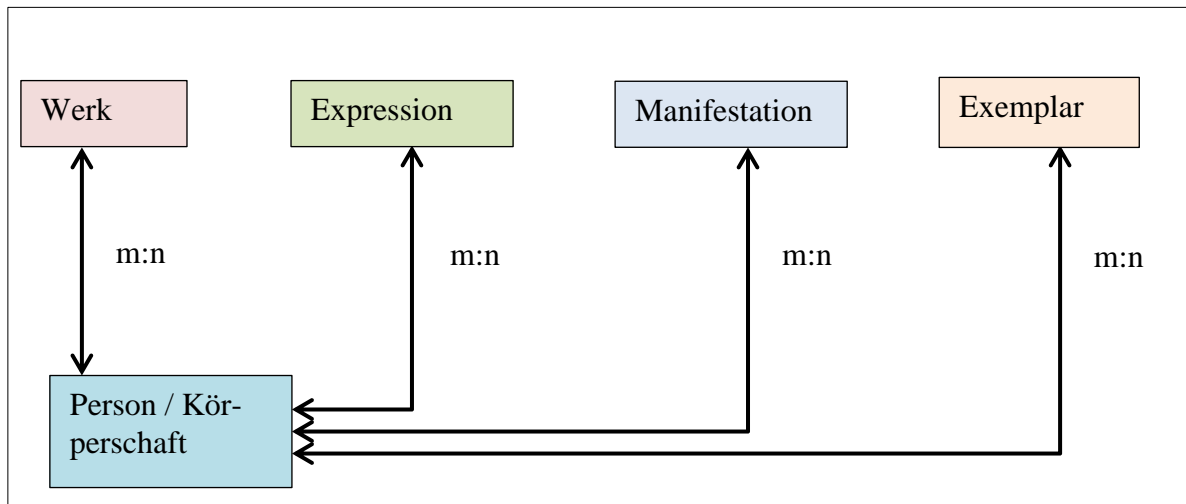 Werk
Expression
Manifestation
Exemplar
m:n
m:n
m:n
m:n
Person / Kör-
perschaft